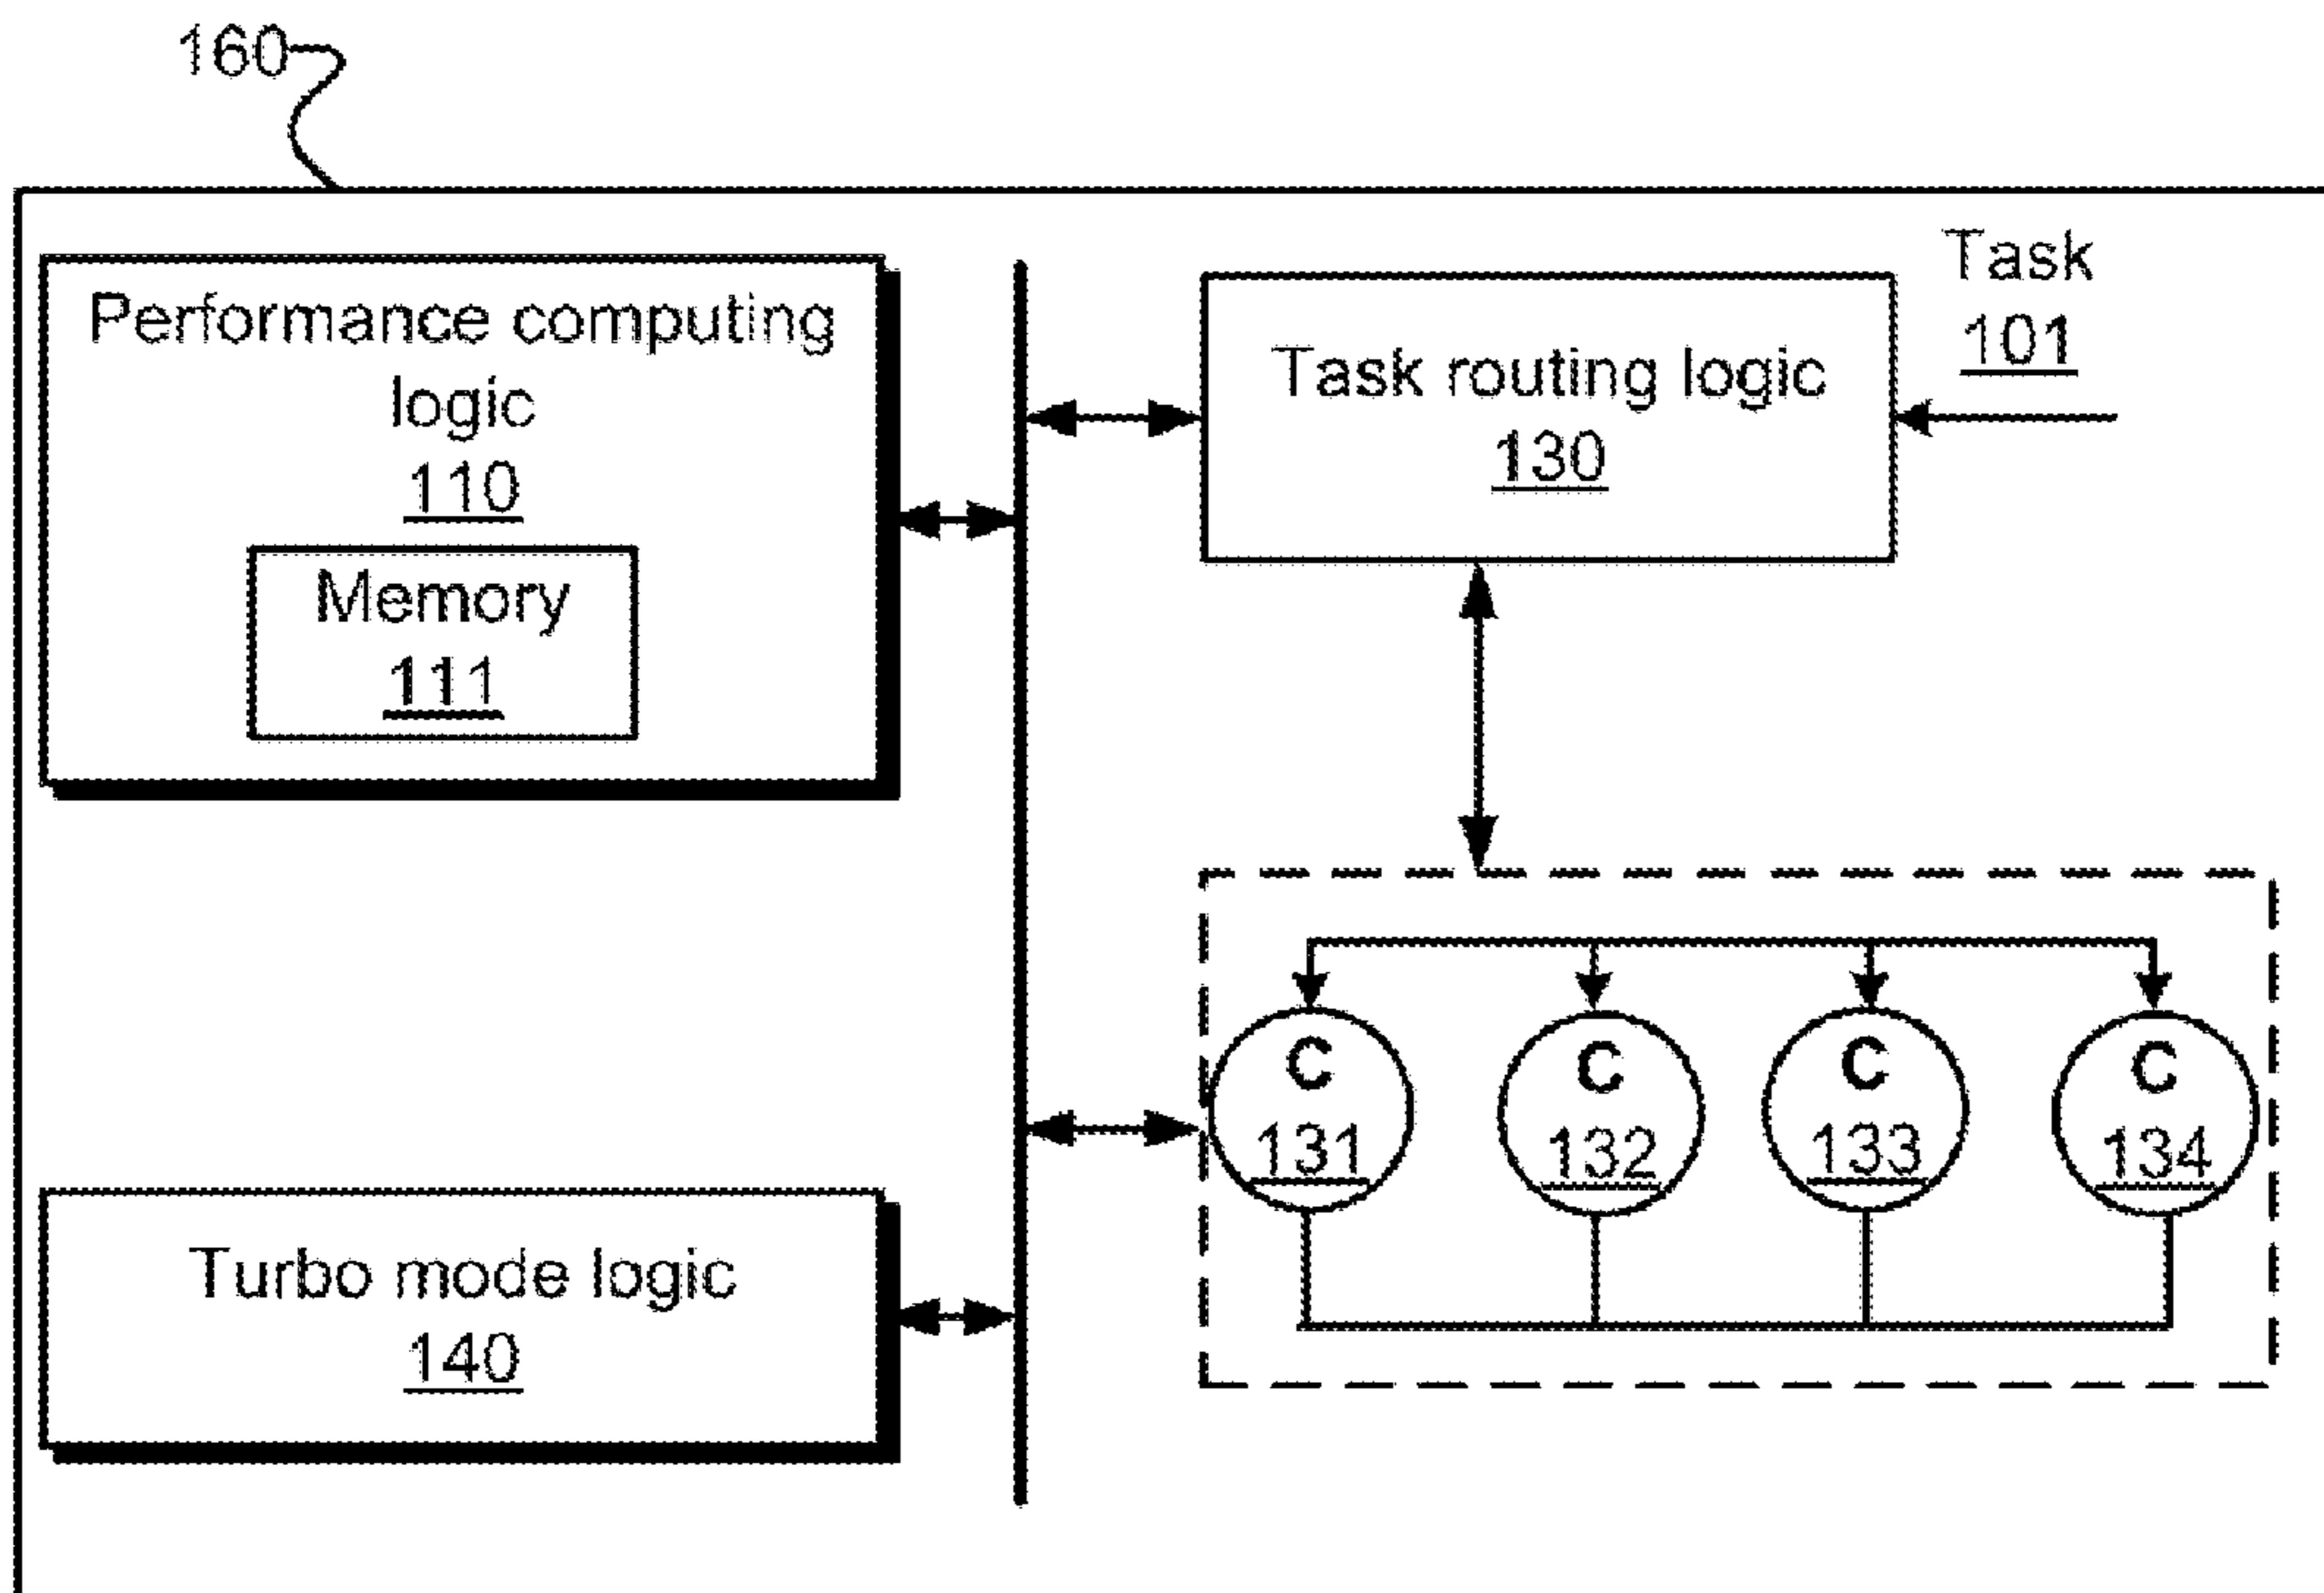 160
Performance computing
logic
110
Memory
111
Task routing logic
130
Task
101
C
131
C
132
C
133
C
134
Turbo mode logic
140